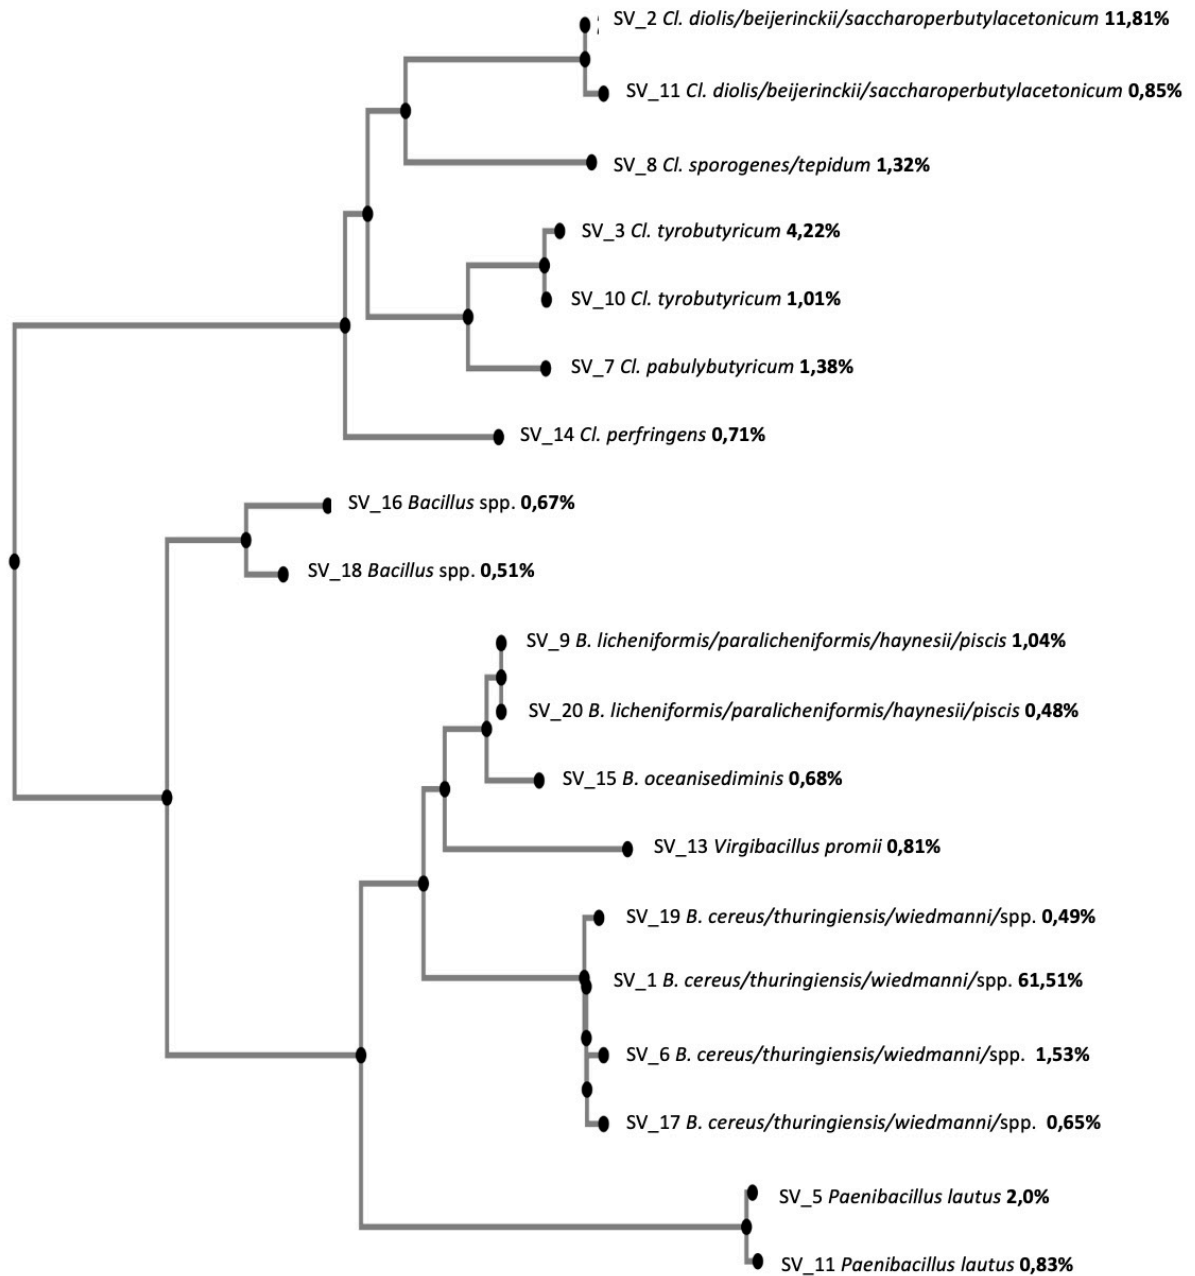 SV_2 Cl. diolis/beijerinckii/saccharoperbutylacetonicum 11,81%
SV_11 Cl. diolis/beijerinckii/saccharoperbutylacetonicum 0,85%
SV_8 Cl. sporogenes/tepidum 1,32%
SV_3 Cl. tyrobutyricum 4,22%
SV_10 Cl. tyrobutyricum 1,01%
SV_7 Cl. pabulybutyricum 1,38%
SV_14 Cl. perfringens 0,71%
SV_16 Bacillus spp. 0,67%
SV_18 Bacillus spp. 0,51%
SV_9 B. licheniformis/paralicheniformis/haynesii/piscis 1,04%
SV_20 B. licheniformis/paralicheniformis/haynesii/piscis 0,48%
SV_15 B. oceanisediminis 0,68%
SV_13 Virgibacillus promii 0,81%
SV_19 B. cereus/thuringiensis/wiedmanni/spp. 0,49%
SV_1 B. cereus/thuringiensis/wiedmanni/spp. 61,51%
SV_6 B. cereus/thuringiensis/wiedmanni/spp. 1,53%
SV_17 B. cereus/thuringiensis/wiedmanni/spp. 0,65%
SV_5 Paenibacillus lautus 2,0%
SV_11 Paenibacillus lautus 0,83%